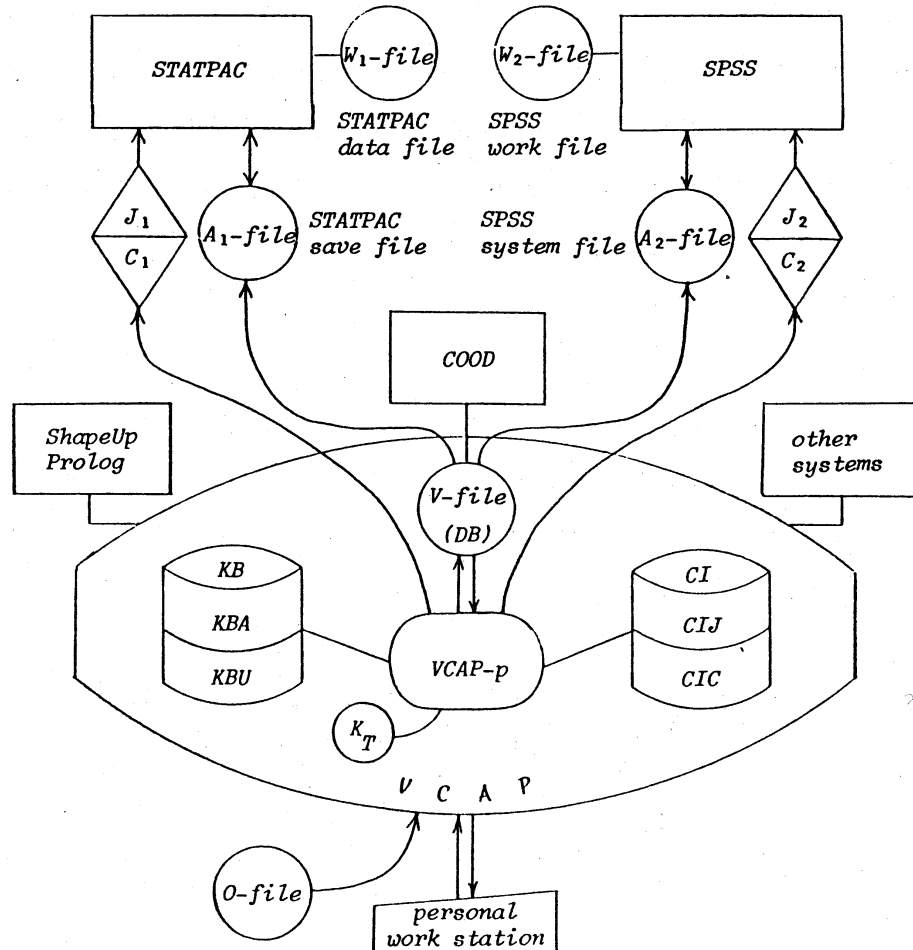 STATPAC
W₁-file
W₂-file
SPSS
STATPAC
data file
SPSS
work file
J₁
C₁
A₁-file
STATPAC
save file
SPSS
system file
A₂-file
J₂
C₂
COOD
ShapeUp
Prolog
other
systems
V-file
(DB)
KB
KBA
KBU
VCAP-p
CI
CIJ
CIC
K_T
V C A P
O-file
personal
work station